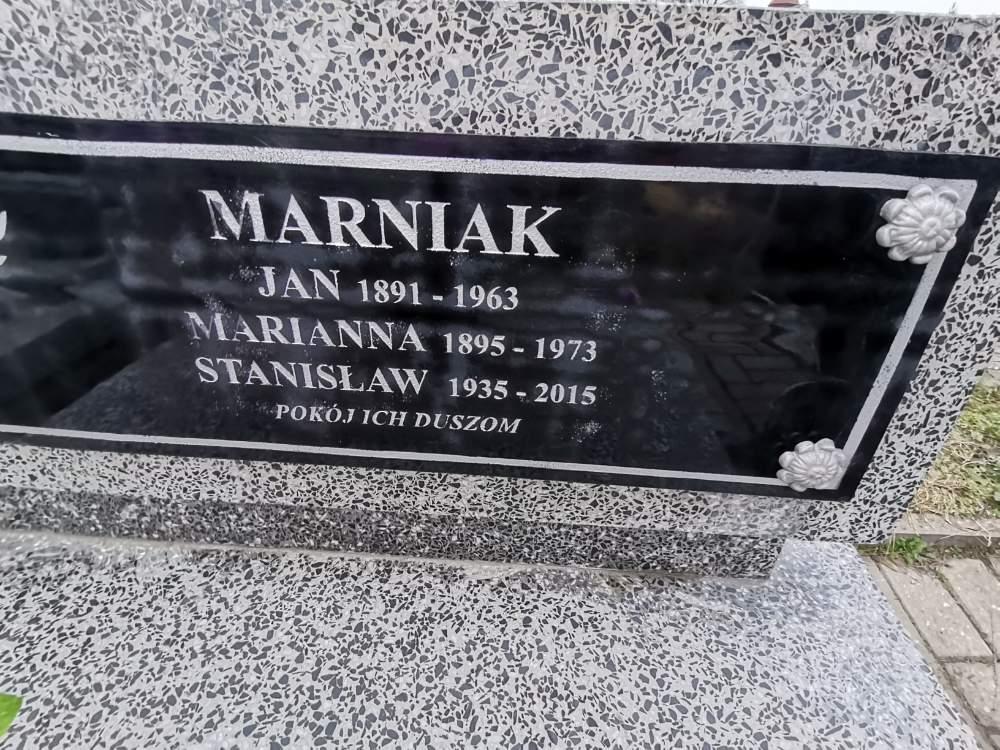 MARNIAK
JAN 1891 - 1963
MARIANNA 1895 - 1973
STANISŁAW 1935 - 2015
POKÓJ ICH DUSZOM